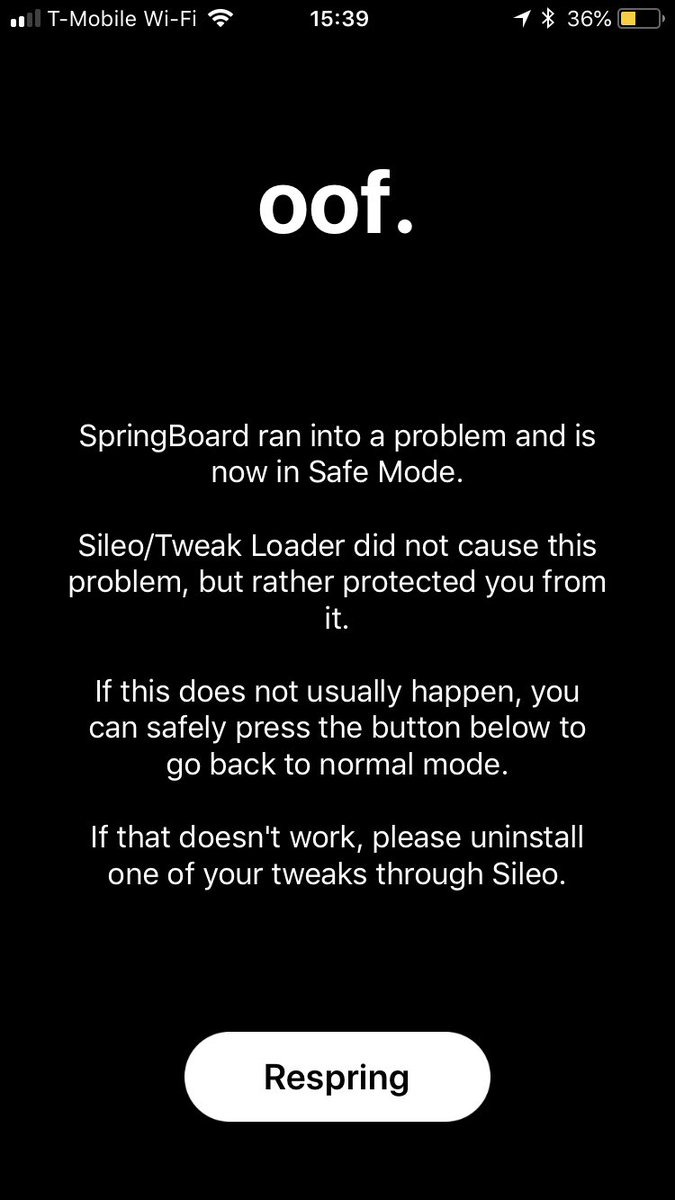 T-Mobile Wi-Fi 15:39 36%
oof.
SpringBoard ran into a problem and is
now in Safe Mode.
Sileo/Tweak Loader did not cause this
problem, but rather protected you from
it.
If this does not usually happen, you
can safely press the button below to
go back to normal mode.
If that doesn't work, please uninstall
one of your tweaks through Sileo.
Respring